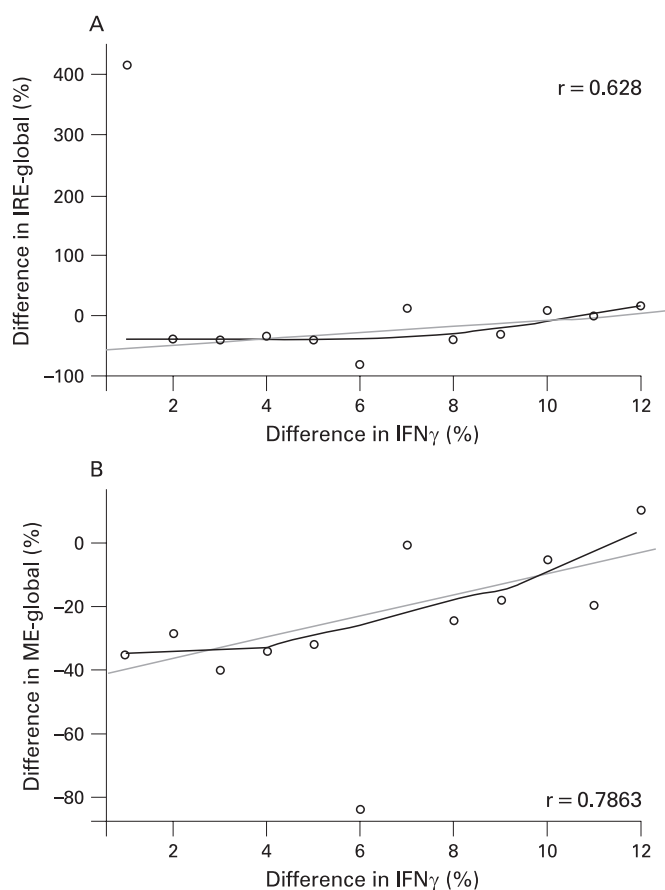 A
Difference in IRE-global (%)
400
300
200
100
0
−100
r = 0.628
2 4 6 8 10 12
Difference in IFNγ (%)
B
Difference in ME-global (%)
0
−20
−40
−60
−80
r = 0.7863
2 4 6 8 10 12
Difference in IFNγ (%)